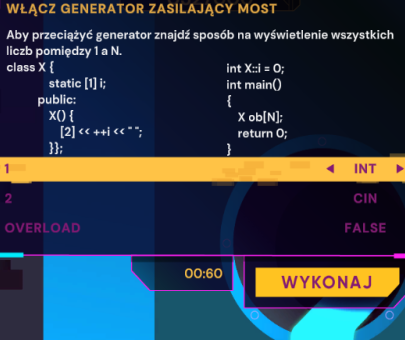 WŁĄCZ GENERATOR ZASILAJĄCY MOST
Aby przeciążyć generator znajdź sposób na wyświetlenie wszystkich
liczb pomiędzy 1 a N.
class X {
static [1] i;
public:
X() {
[2] << ++i << " ";
}};
int X::i = 0;
int main()
{
X ob[N];
return 0;
}
1 ◄ INT ►
2 CIN
OVERLOAD FALSE
00:60
WYKONAJ